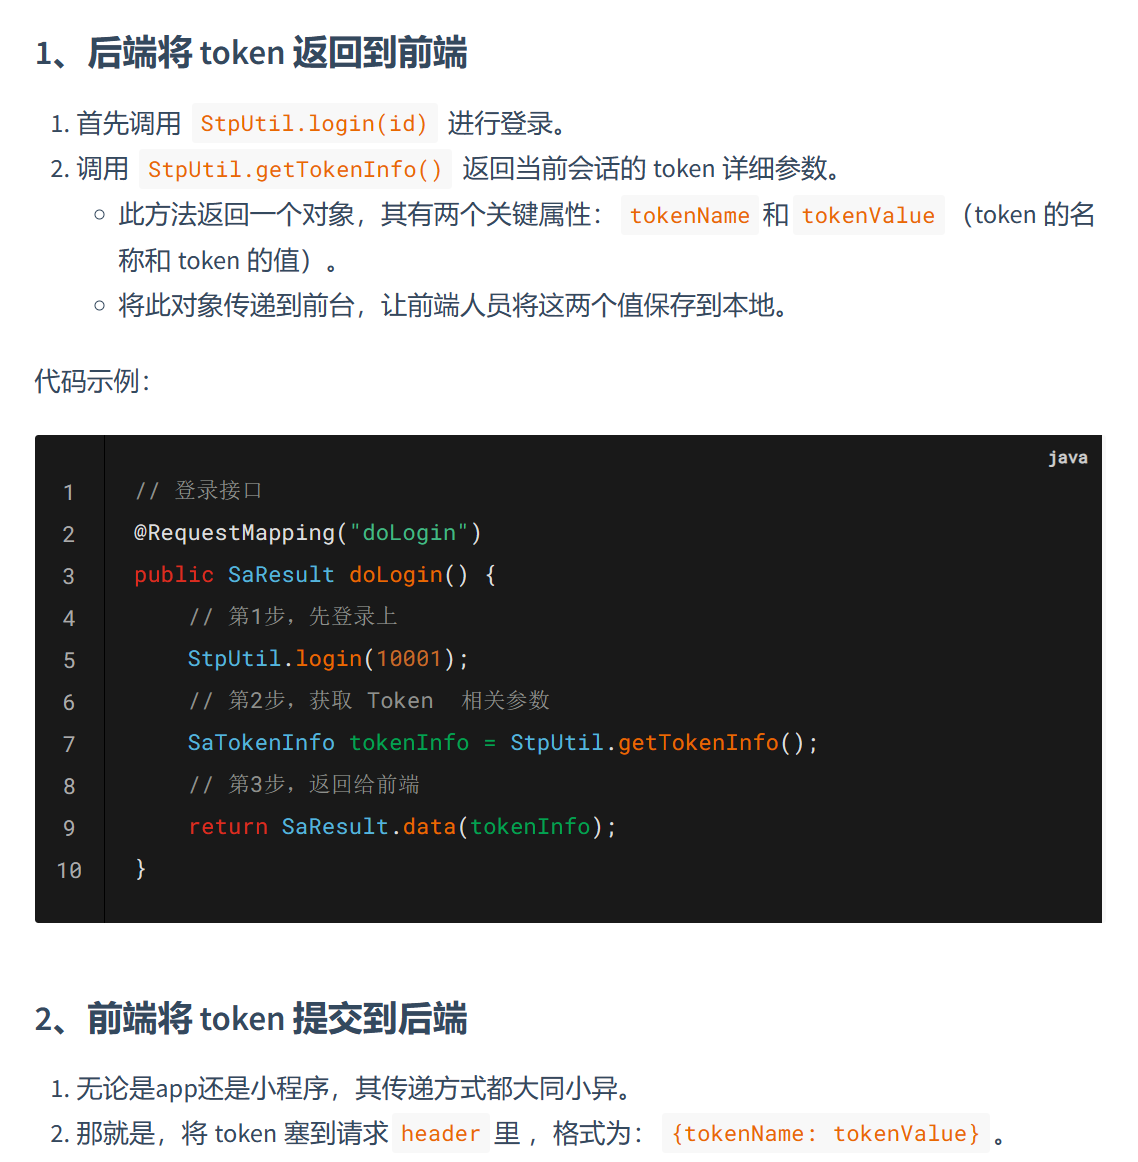 1、后端将 token 返回到前端
1. 首先调用 StpUtil.login(id) 进行登录。
2. 调用 StpUtil.getTokenInfo() 返回当前会话的 token 详细参数。
此方法返回一个对象，其有两个关键属性： tokenName 和 tokenValue （token 的名
称和 token 的值）。
将此对象传递到前台，让前端人员将这两个值保存到本地。
代码示例：
java
1 // 登录接口
2 @RequestMapping("doLogin")
3 public SaResult doLogin() {
4     // 第1步，先登录上
5     StpUtil.login(10001);
6     // 第2步，获取 Token  相关参数
7     SaTokenInfo tokenInfo = StpUtil.getTokenInfo();
8     // 第3步，返回给前端
9     return SaResult.data(tokenInfo);
10 }
2、前端将 token 提交到后端
1. 无论是app还是小程序，其传递方式都大同小异。
2. 那就是，将 token 塞到请求 header 里 ，格式为： {tokenName: tokenValue} 。